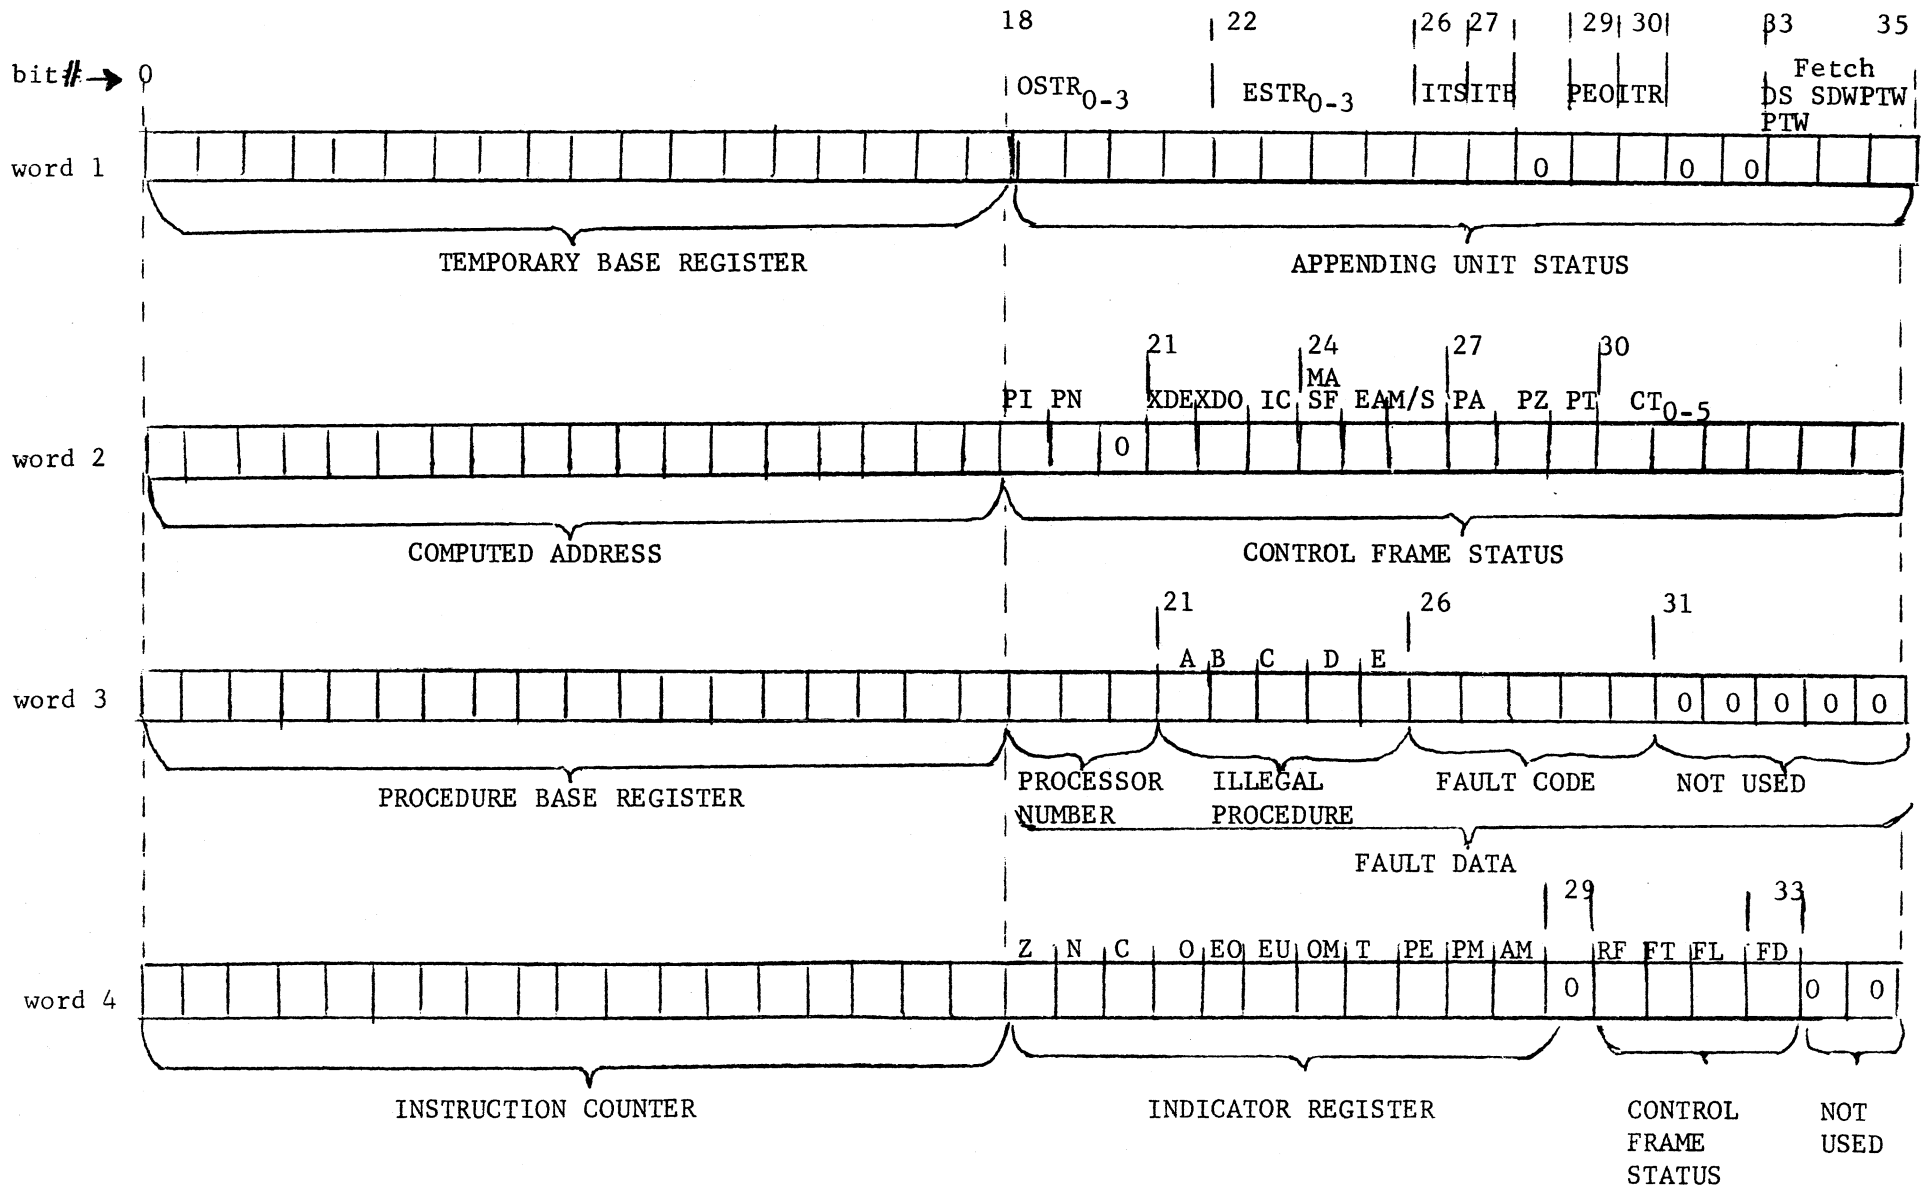 18 22 26 27 29 30 33 35
bit# 0
Fetch
OSTR0-3 ESTR0-3 ITS ITE PEO ITR DS SDW PTW
PTW
word 1 0 0 0
TEMPORARY BASE REGISTER APPENDING UNIT STATUS
21 24 27 30
MA
PI PN XDE XDO IC SF EA M/S PA PZ PT CT0-5
word 2 0
COMPUTED ADDRESS CONTROL FRAME STATUS
21 26 31
A B C D E
word 3 0 0 0 0 0
PROCEDURE BASE REGISTER
PROCESSOR ILLEGAL FAULT CODE NOT USED
NUMBER PROCEDURE
FAULT DATA
29 33
Z N C O EO EU OM T PE PM AM RF FT FL FD
word 4 0 0 0
INSTRUCTION COUNTER INDICATOR REGISTER CONTROL NOT
FRAME USED
STATUS